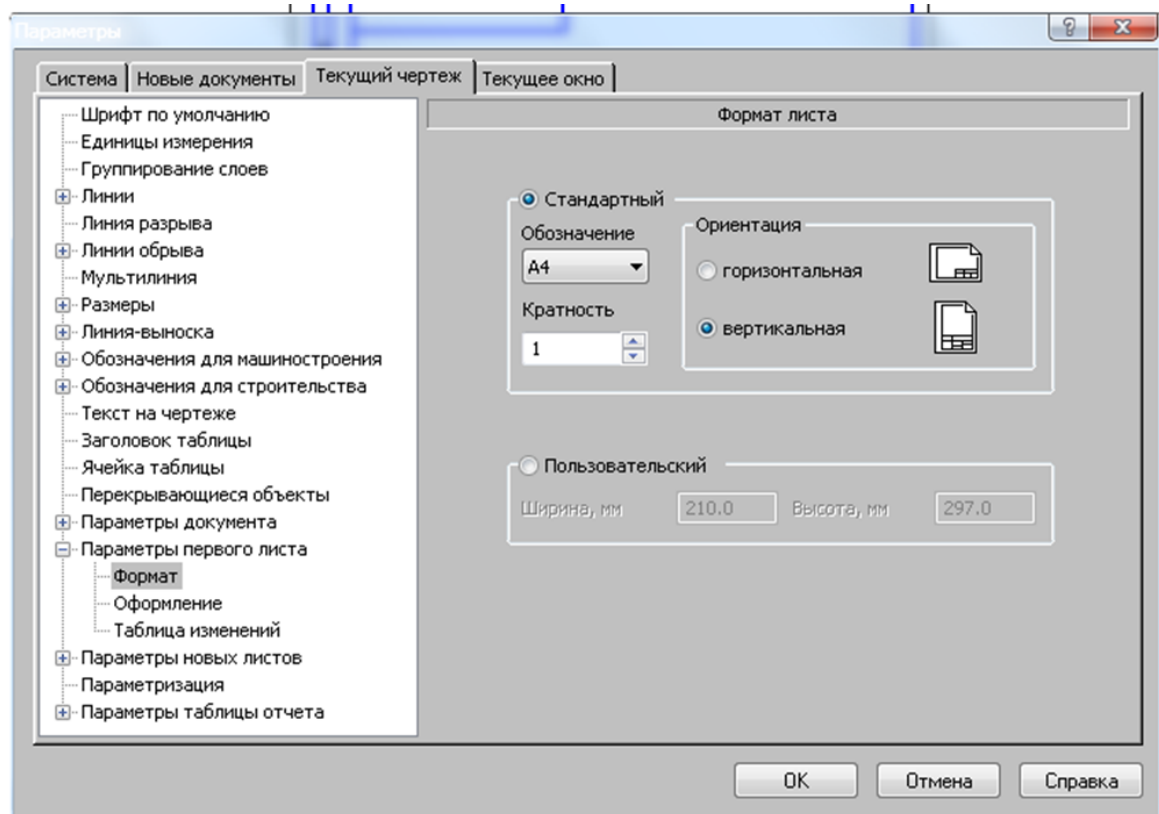 Параметры
Система Новые документы Текущий чертеж Текущее окно
Шрифт по умолчанию
Единицы измерения
Группирование слоев
Линии
Линия разрыва
Линии обрыва
Мультилиния
Размеры
Линия-выноска
Обозначения для машиностроения
Обозначения для строительства
Текст на чертеже
Заголовок таблицы
Ячейка таблицы
Перекрывающиеся объекты
Параметры документа
Параметры первого листа
Формат
Оформление
Таблица изменений
Параметры новых листов
Параметризация
Параметры таблицы отчета
Формат листа
Стандартный
Обозначение
A4
Кратность
1
Ориентация
горизонтальная
вертикальная
Пользовательский
Ширина, мм 210.0 Высота, мм 297.0
OK Отмена Справка